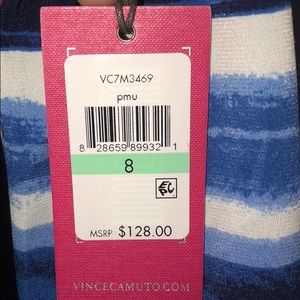 VC7M3469
pmu
8 28659 89932 1
8
MSRP $128.00
VINCECAMUTO.COM